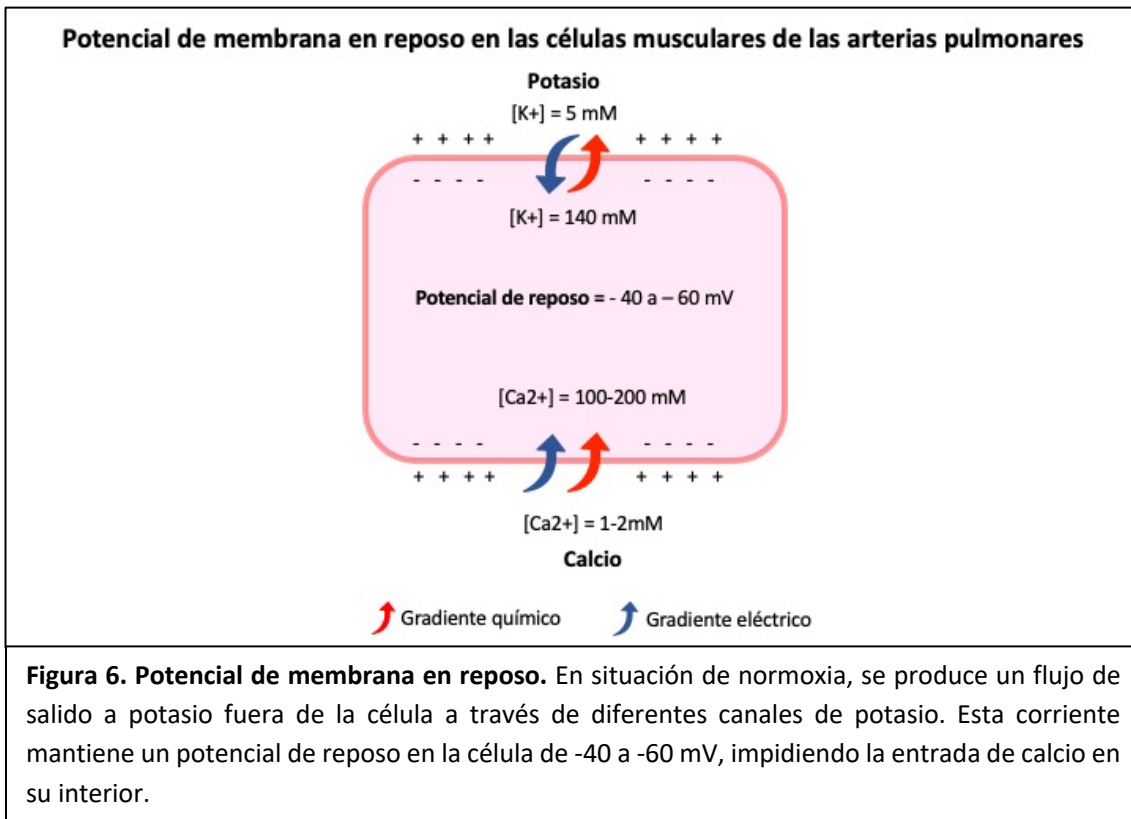 Potencial de membrana en reposo en las células musculares de las arterias pulmonares
Potasio
[K+] = 5 mM
+ + + + + + + +
- - - - - - - -
[K+] = 140 mM
Potencial de reposo = - 40 a – 60 mV
[Ca2+] = 100-200 mM
- - - - - - - -
+ + + + + + + +
[Ca2+] = 1-2mM
Calcio
Gradiente químico Gradiente eléctrico
Figura 6. Potencial de membrana en reposo. En situación de normoxia, se produce un flujo de
salido a potasio fuera de la célula a través de diferentes canales de potasio. Esta corriente
mantiene un potencial de reposo en la célula de -40 a -60 mV, impidiendo la entrada de calcio en
su interior.